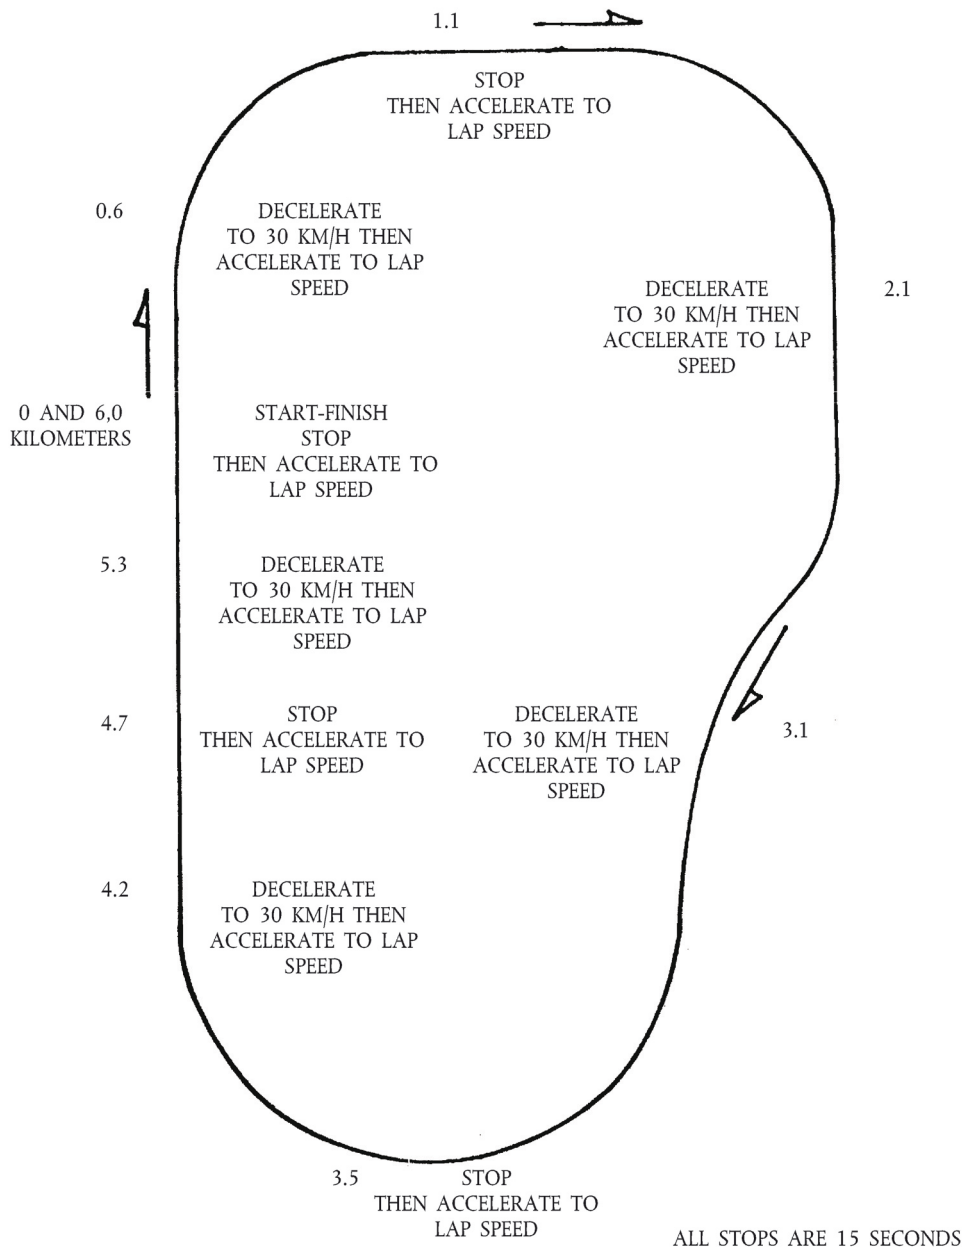 1.1
STOP
THEN ACCELERATE TO
LAP SPEED
0.6
DECELERATE
TO 30 KM/H THEN
ACCELERATE TO LAP
SPEED
DECELERATE
TO 30 KM/H THEN
ACCELERATE TO LAP
SPEED
2.1
0 AND 6,0
KILOMETERS
START-FINISH
STOP
THEN ACCELERATE TO
LAP SPEED
5.3
DECELERATE
TO 30 KM/H THEN
ACCELERATE TO LAP
SPEED
4.7
STOP
THEN ACCELERATE TO
LAP SPEED
DECELERATE
TO 30 KM/H THEN
ACCELERATE TO LAP
SPEED
3.1
4.2
DECELERATE
TO 30 KM/H THEN
ACCELERATE TO LAP
SPEED
3.5
STOP
THEN ACCELERATE TO
LAP SPEED
ALL STOPS ARE 15 SECONDS